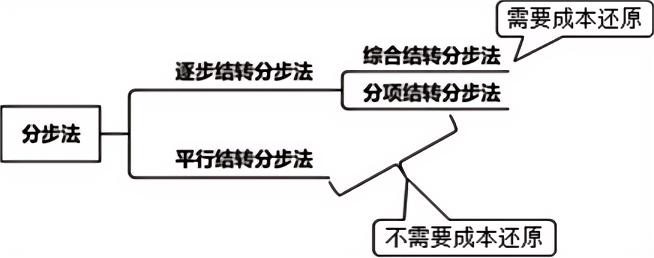 需要成本还原
综合结转分步法
逐步结转分步法
分项结转分步法
分步法
平行结转分步法
不需要成本还原